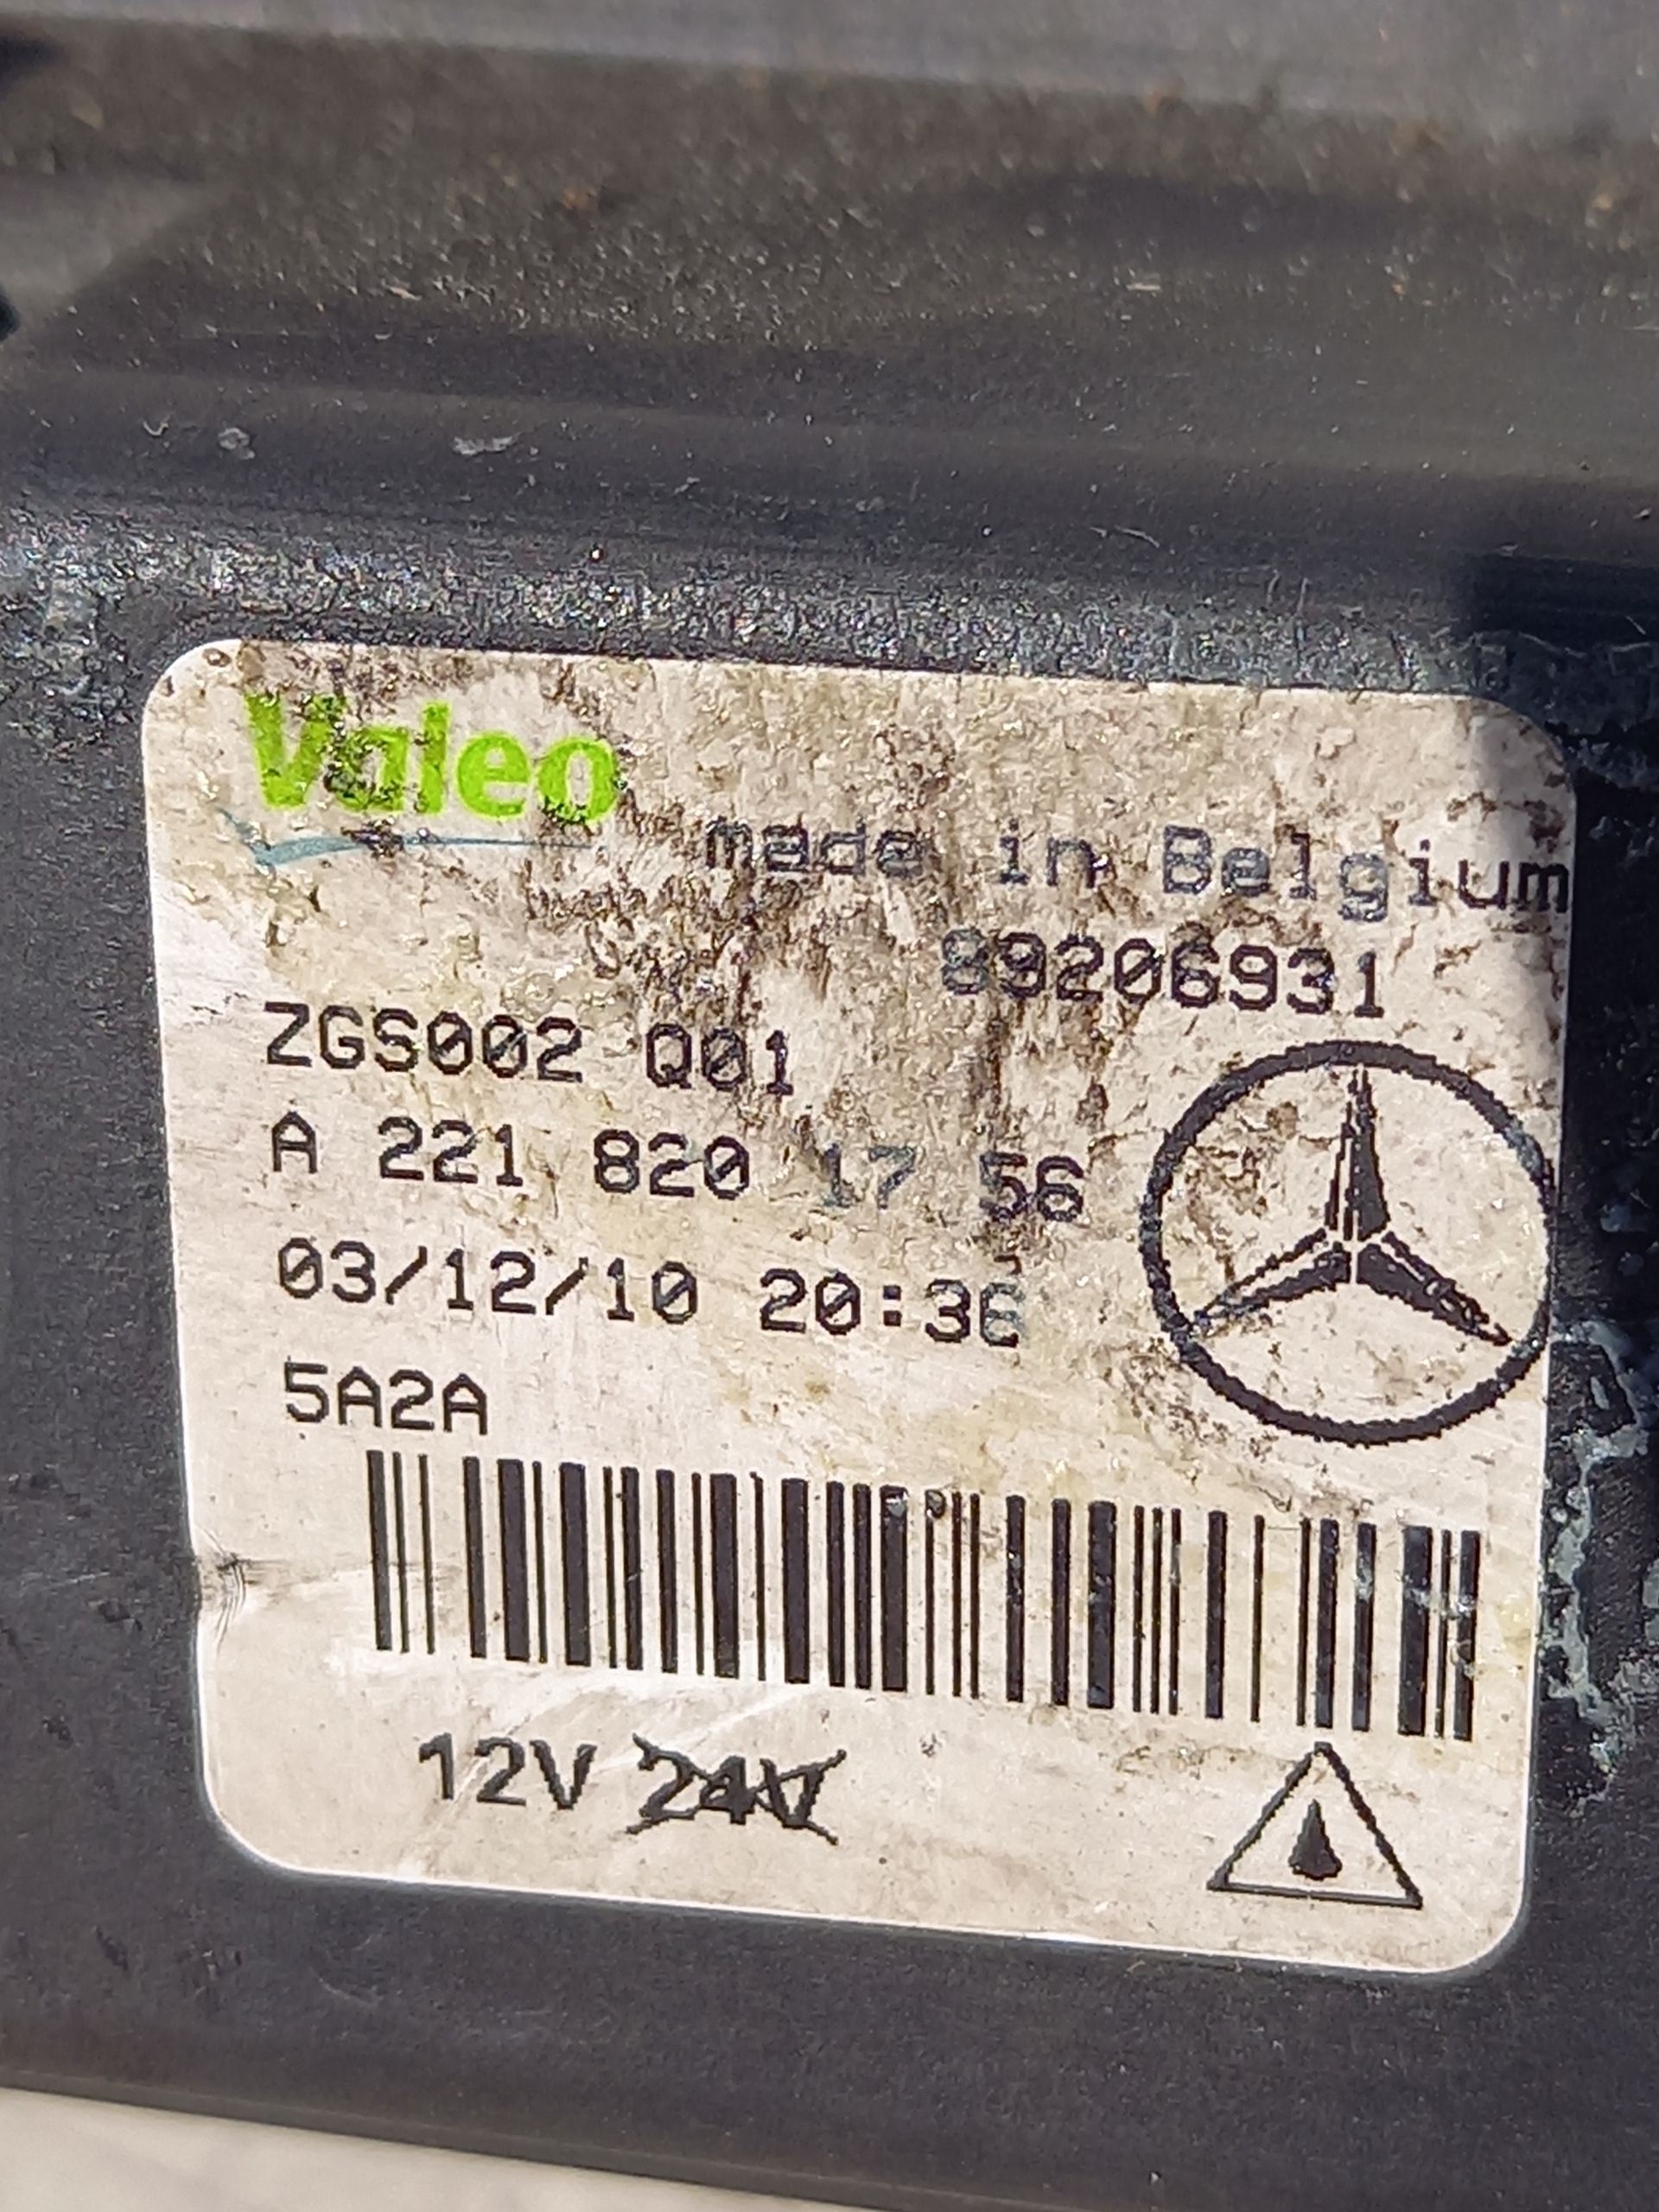 Valeo
made in Belgium
89206931
ZGS002 Q01
A 221 820 17 56
03/12/10 20:36
5A2A
12V 24V